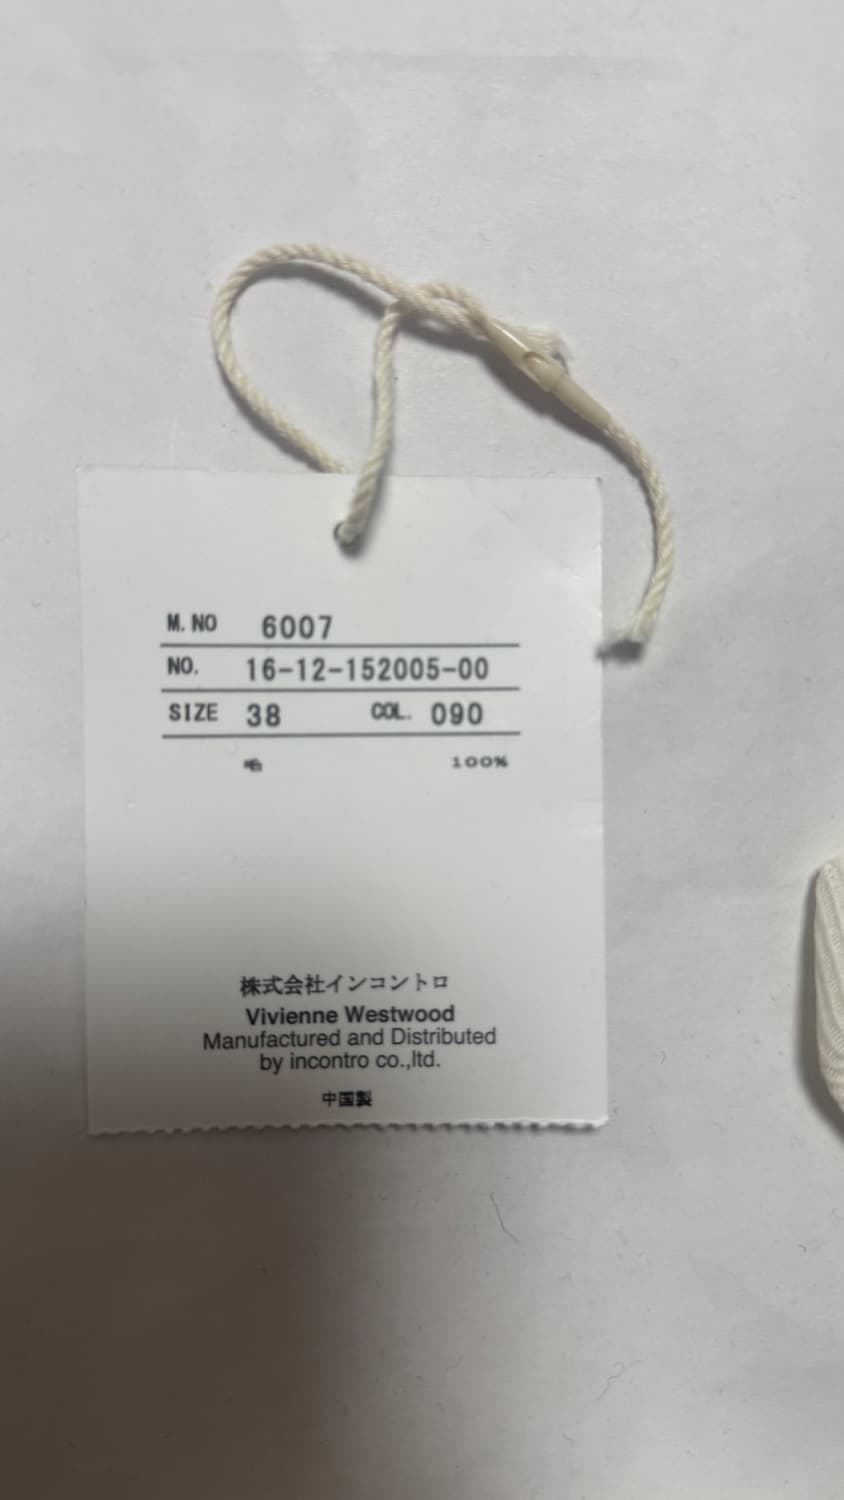 M. NO 6007
NO. 16-12-152005-00
SIZE 38 COL. 090
毛 100%
株式会社インコントロ
Vivienne Westwood
Manufactured and Distributed
by incontro co.,ltd.
中国製